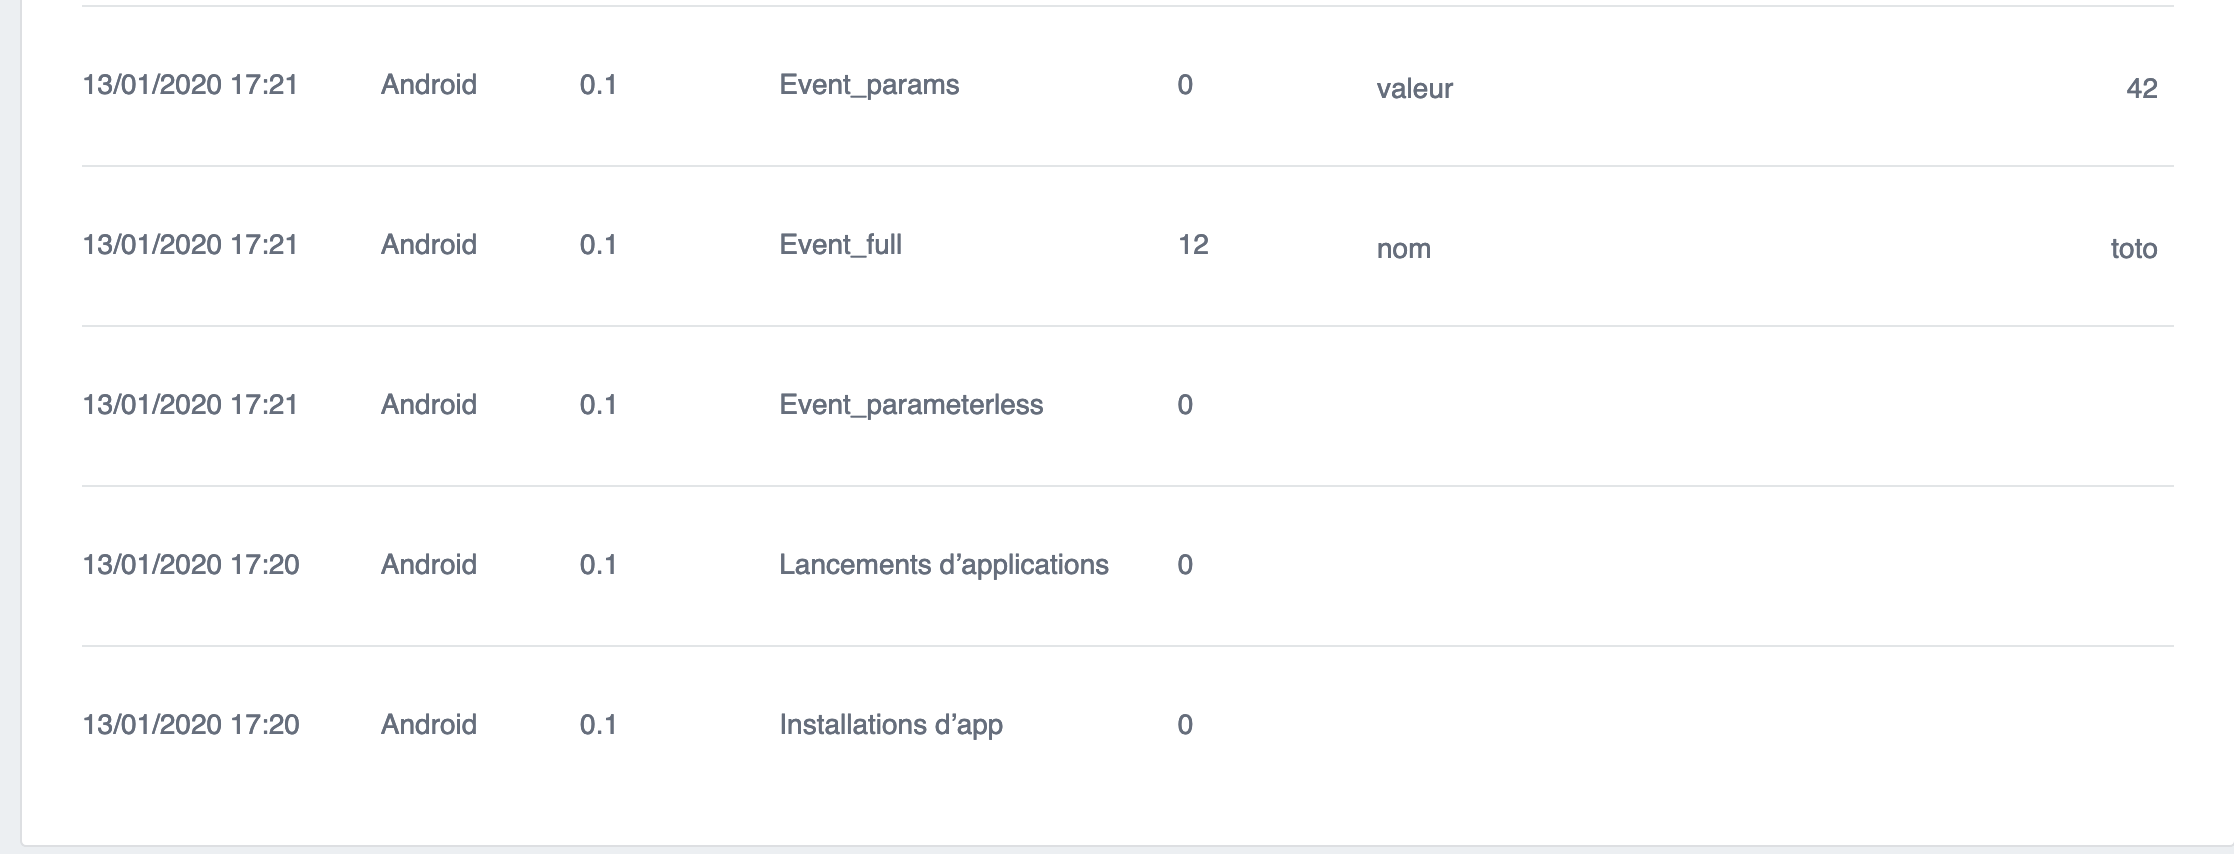 13/01/2020 17:21 Android 0.1 Event_params 0 valeur 42
13/01/2020 17:21 Android 0.1 Event_full 12 nom toto
13/01/2020 17:21 Android 0.1 Event_parameterless 0
13/01/2020 17:20 Android 0.1 Lancements d’applications 0
13/01/2020 17:20 Android 0.1 Installations d’app 0